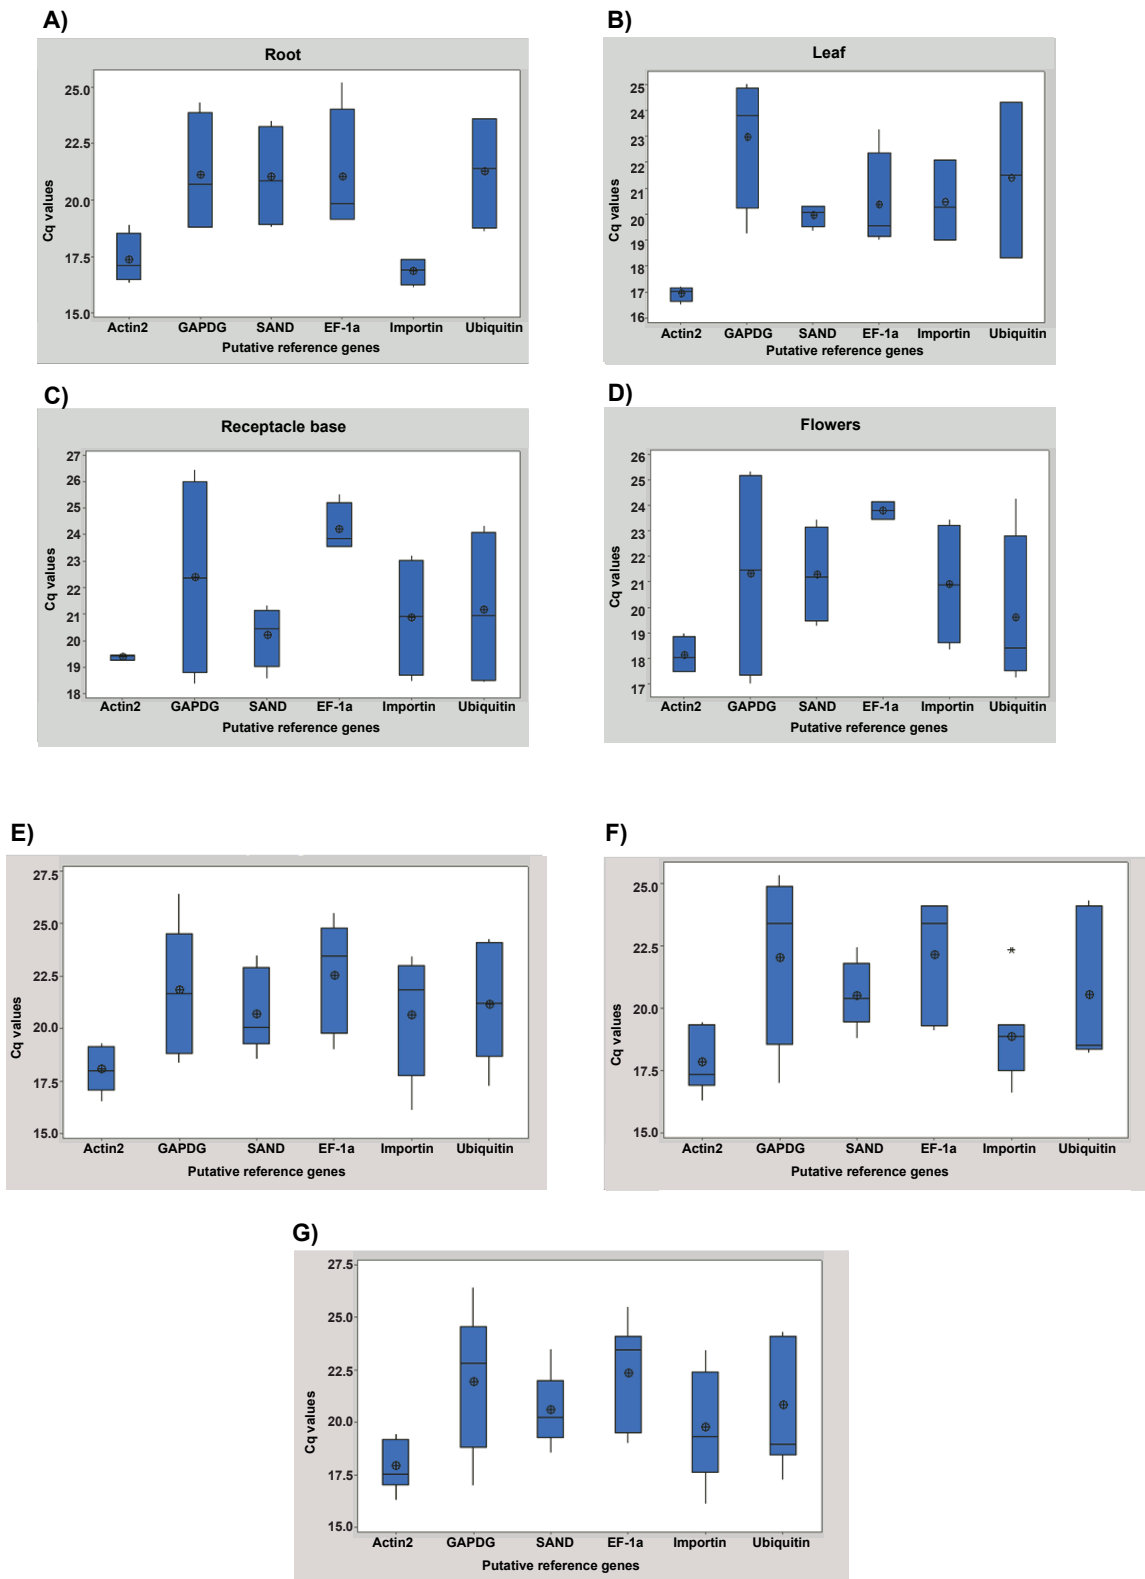 A)
Root
Cq values
25.0
22.5
20.0
17.5
15.0
Actin2 GAPDG SAND EF-1a Importin Ubiquitin
Putative reference genes
B)
Leaf
Cq values
25
24
23
22
21
20
19
18
17
16
Actin2 GAPDG SAND EF-1a Importin Ubiquitin
Putative reference genes
C)
Receptacle base
Cq values
27
26
25
24
23
22
21
20
19
18
Actin2 GAPDG SAND EF-1a Importin Ubiquitin
Putative reference genes
D)
Flowers
Cq values
26
25
24
23
22
21
20
19
18
17
Actin2 GAPDG SAND EF-1a Importin Ubiquitin
Putative reference genes
E)
Cq values
27.5
25.0
22.5
20.0
17.5
15.0
Actin2 GAPDG SAND EF-1a Importin Ubiquitin
Putative reference genes
F)
Cq values
25.0
22.5
20.0
17.5
15.0
Actin2 GAPDG SAND EF-1a Importin Ubiquitin
Putative reference genes
G)
Cq values
27.5
25.0
22.5
20.0
17.5
15.0
Actin2 GAPDG SAND EF-1a Importin Ubiquitin
Putative reference genes